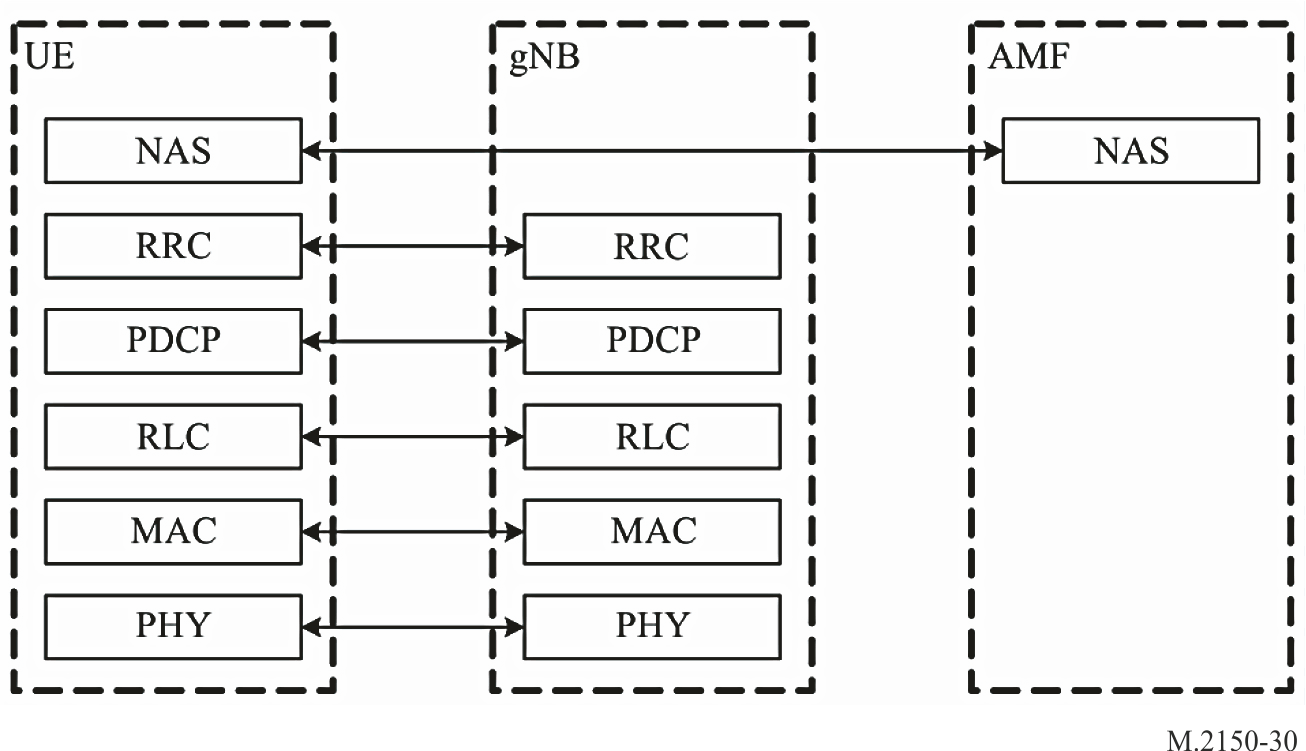 UE
gNB
AMF
NAS
NAS
RRC
RRC
PDCP
PDCP
RLC
RLC
MAC
MAC
PHY
PHY
M.2150-30